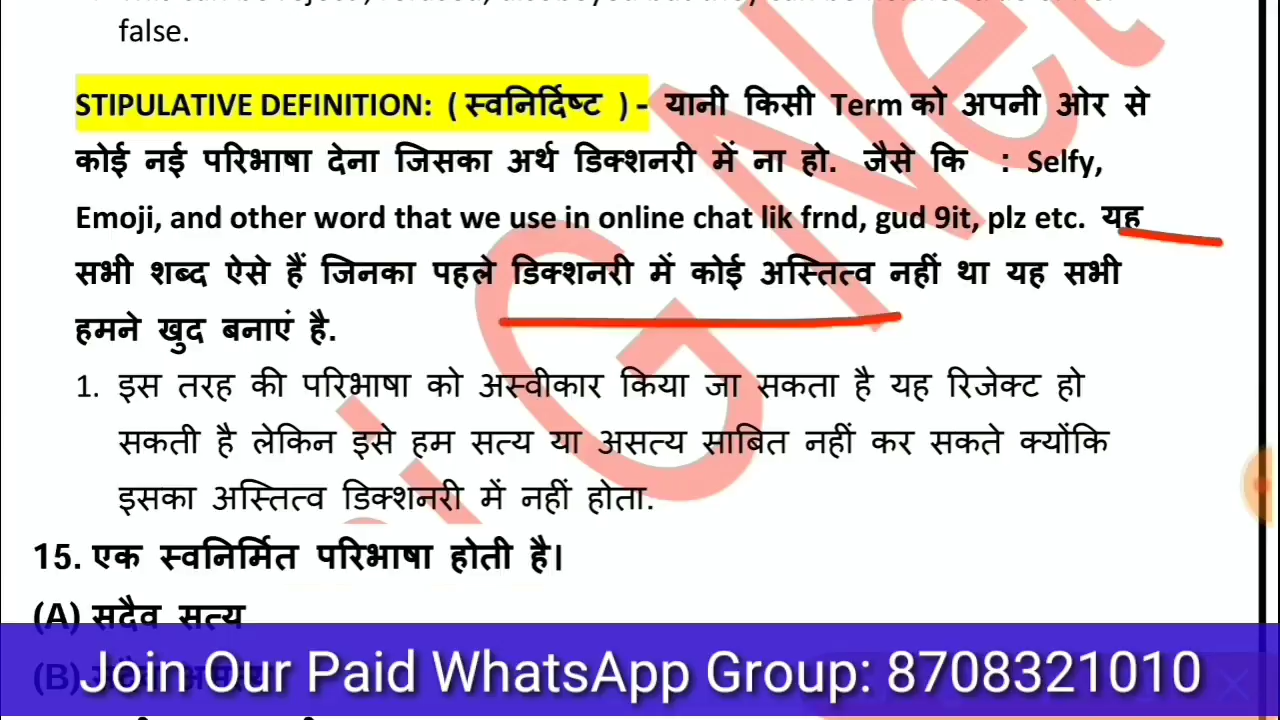 false.
STIPULATIVE DEFINITION: ( स्वनिर्दिष्ट ) - यानी किसी Term को अपनी ओर से
कोई नई परिभाषा देना जिसका अर्थ डिक्शनरी में ना हो. जैसे कि : Selfy,
Emoji, and other word that we use in online chat lik frnd, gud 9it, plz etc. यह
सभी शब्द ऐसे हैं जिनका पहले डिक्शनरी में कोई अस्तित्व नहीं था यह सभी
हमने खुद बनाएं है.
1. इस तरह की परिभाषा को अस्वीकार किया जा सकता है यह रिजेक्ट हो
सकती है लेकिन इसे हम सत्य या असत्य साबित नहीं कर सकते क्योंकि
इसका अस्तित्व डिक्शनरी में नहीं होता.
15. एक स्वनिर्मित परिभाषा होती है।
(A) सदैव सत्य
(B)
Join Our Paid WhatsApp Group: 8708321010